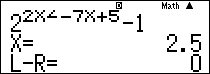 Math ▲
2^(2X²-7X+5)-1
X= 2.5
L-R= 0